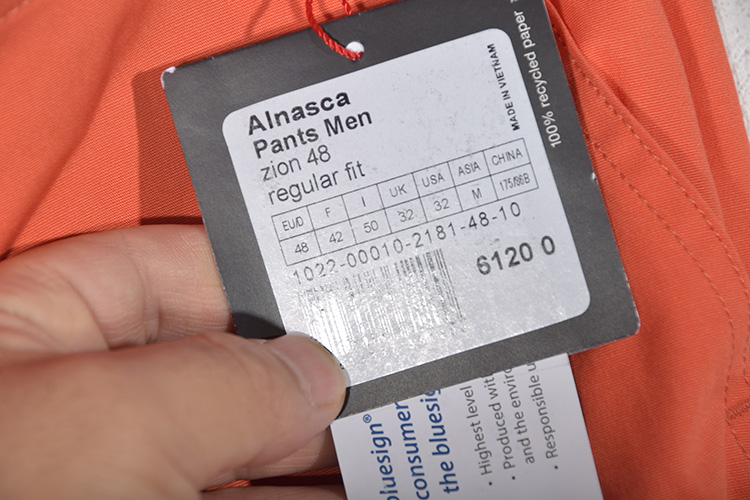 Alnasca
Pants Men
zion 48
regular fit
EU/D F I UK USA ASIA CHINA
48 42 50 32 32 M 175/86B
1022-00010-2181-48-10
6120 0
MADE IN VIETNAM
100% recycled paper
bluesign®
consumer
the bluesign
· Highest level
· Produced with
and the enviro
· Responsible u